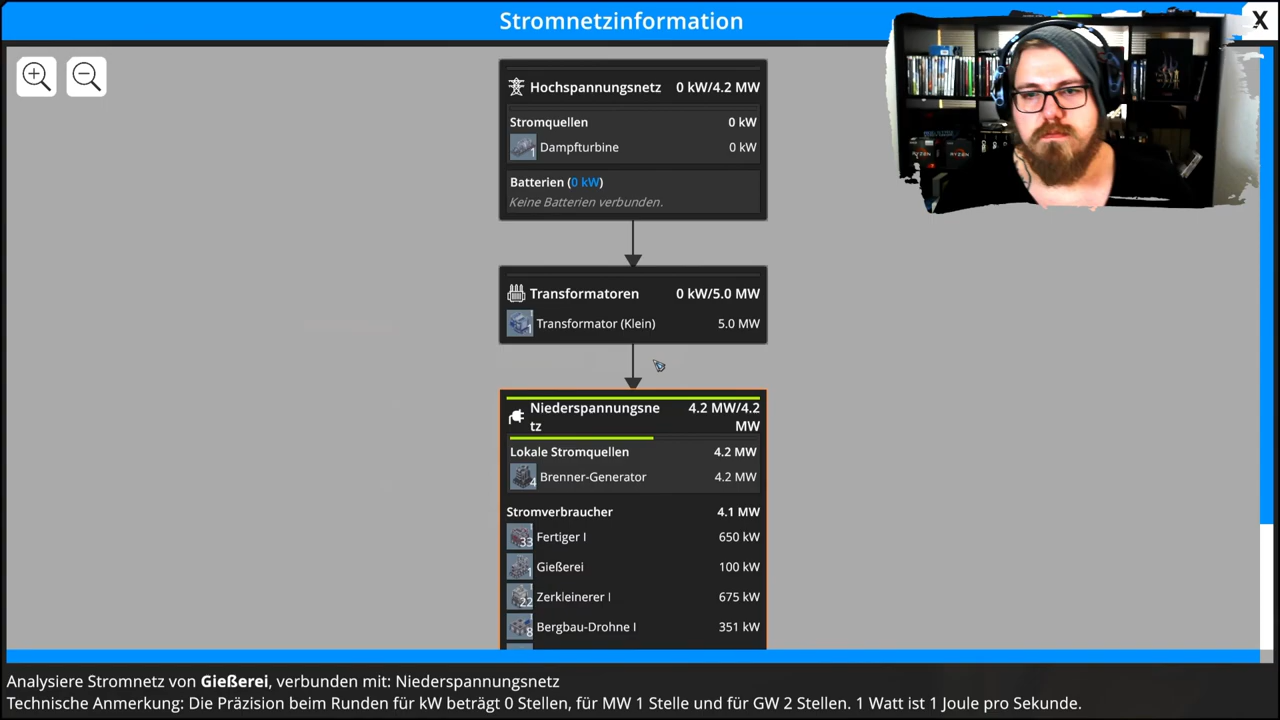 Stromnetzinformation
X
Hochspannungsnetz 0 kW/4.2 MW
Stromquellen 0 kW
1 Dampfturbine 0 kW
Batterien (0 kW)
Keine Batterien verbunden.
Transformatoren 0 kW/5.0 MW
1 Transformator (Klein) 5.0 MW
Niederspannungsne 4.2 MW/4.2
tz MW
Lokale Stromquellen 4.2 MW
4 Brenner-Generator 4.2 MW
Stromverbraucher 4.1 MW
33 Fertiger I 650 kW
1 Gießerei 100 kW
22 Zerkleinerer I 675 kW
8 Bergbau-Drohne I 351 kW
Analysiere Stromnetz von Gießerei, verbunden mit: Niederspannungsnetz
Technische Anmerkung: Die Präzision beim Runden für kW beträgt 0 Stellen, für MW 1 Stelle und für GW 2 Stellen. 1 Watt ist 1 Joule pro Sekunde.